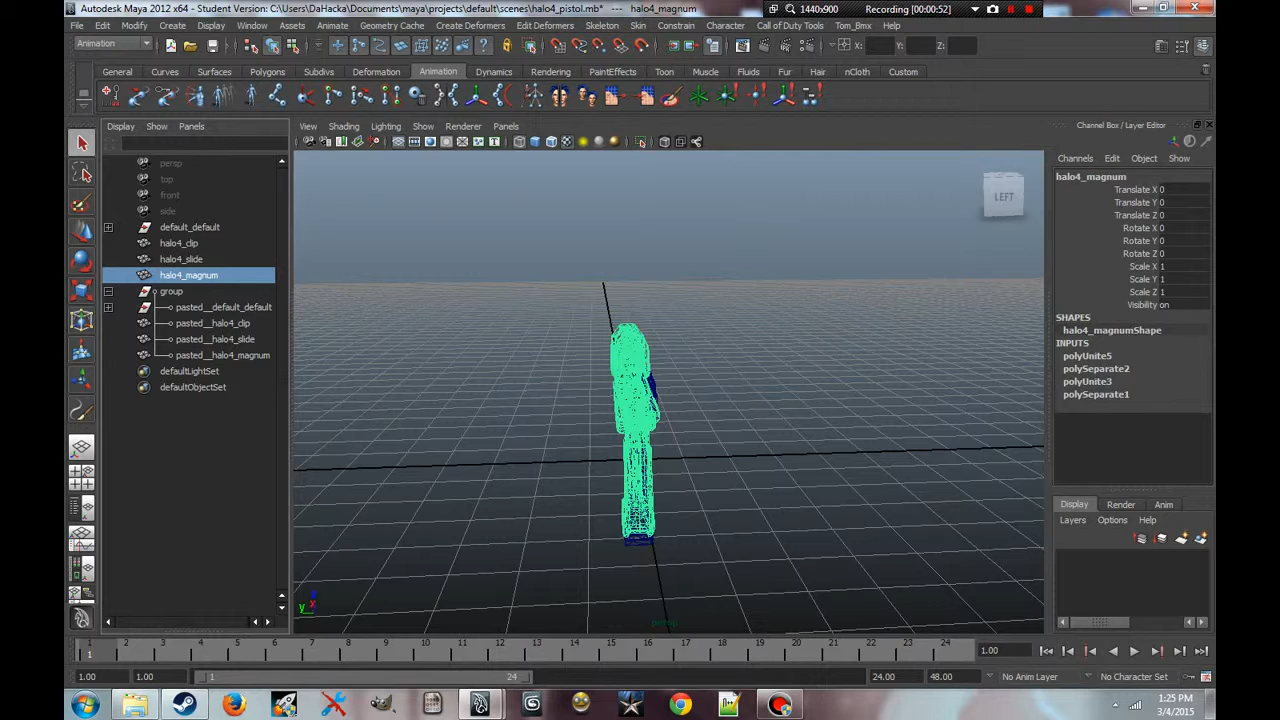 Autodesk Maya 2012 x64 - Student Version: C:\Users\DaHacka\Documents\maya\projects\default\scenes\halo4_pistol.mb* --- halo4_magnum
1440x900 Recording [00:00:52]
File Edit Modify Create Display Window Assets Animate Geometry Cache Create Deformers Edit Deformers Skeleton Skin Constrain Character Call of Duty Tools Tom_Bmx Help
Animation X: Y: Z:
General Curves Surfaces Polygons Subdivs Deformation Animation Dynamics Rendering PaintEffects Toon Muscle Fluids Fur Hair nCloth Custom
Display Show Panels
View Shading Lighting Show Renderer Panels
Channel Box / Layer Editor
Channels Edit Object Show
persp
top
front
side
default_default
halo4_clip
halo4_slide
halo4_magnum
group
pasted__default_default
pasted__halo4_clip
pasted__halo4_slide
pasted__halo4_magnum
defaultLightSet
defaultObjectSet
LEFT
y x
persp
halo4_magnum
Translate X 0
Translate Y 0
Translate Z 0
Rotate X 0
Rotate Y 0
Rotate Z 0
Scale X 1
Scale Y 1
Scale Z 1
Visibility on
SHAPES
halo4_magnumShape
INPUTS
polyUnite5
polySeparate2
polyUnite3
polySeparate1
Display Render Anim
Layers Options Help
1 2 3 4 5 6 7 8 9 10 11 12 13 14 15 16 17 18 19 20 21 22 23 24
1 1.00
1.00 1.00 1 24 24.00 48.00 No Anim Layer No Character Set
1:25 PM
3/4/2015